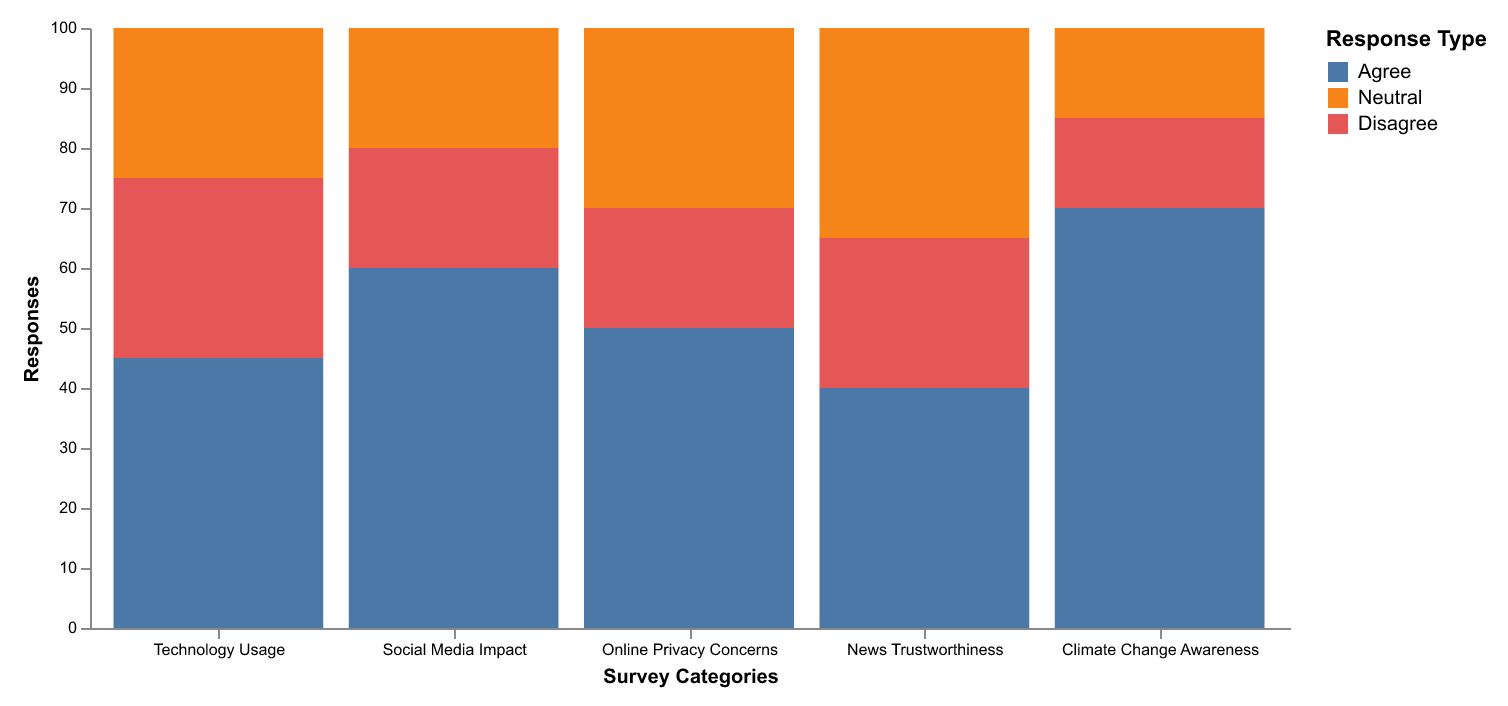 100
90
80
70
60
50
40
30
20
10
0
Responses
Technology Usage
Social Media Impact
Online Privacy Concerns
News Trustworthiness
Climate Change Awareness
Survey Categories
Response Type
Agree
Neutral
Disagree